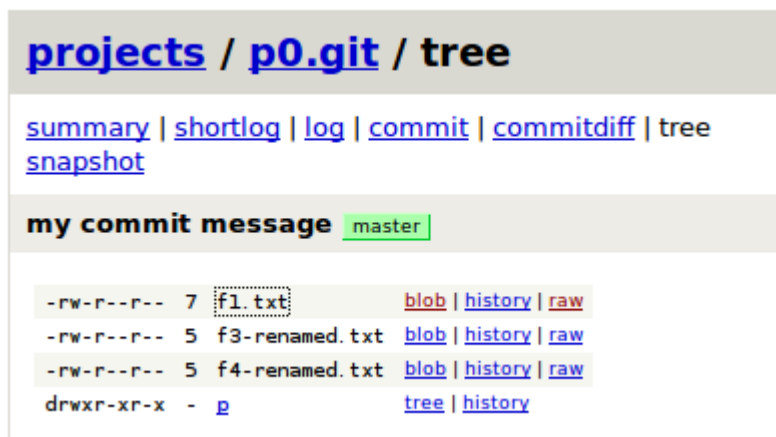 projects / p0.git / tree
summary | shortlog | log | commit | commitdiff | tree
snapshot
my commit message master
-rw-r--r-- 7 f1.txt blob | history | raw
-rw-r--r-- 5 f3-renamed.txt blob | history | raw
-rw-r--r-- 5 f4-renamed.txt blob | history | raw
drwxr-xr-x - p tree | history